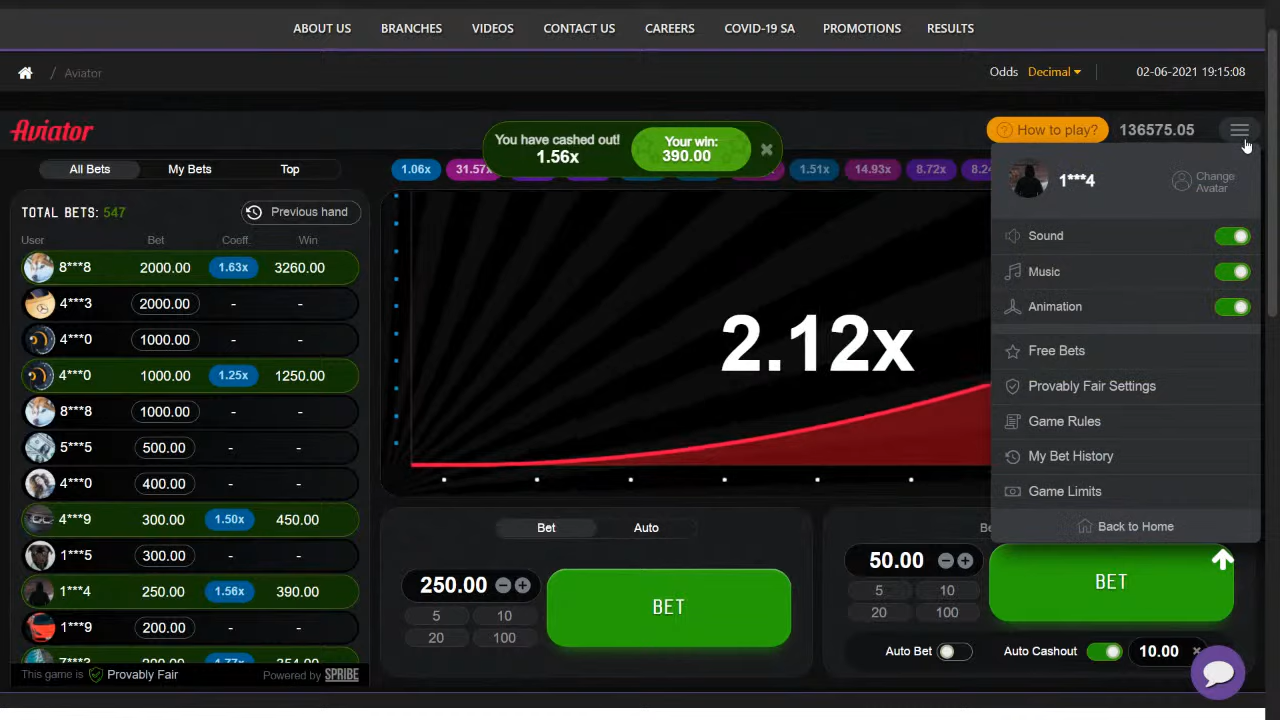 ABOUT US BRANCHES VIDEOS CONTACT US CAREERS COVID-19 SA PROMOTIONS RESULTS
/ Aviator
Odds Decimal 02-06-2021 19:15:08
Aviator
You have cashed out!
1.56x
Your win:
390.00
×
? How to play? 136575.05
All Bets My Bets Top
1.06x 31.57x 1.51x 14.93x 8.72x 8.24
1***4
Change
Avatar
Sound
Music
Animation
Free Bets
Provably Fair Settings
Game Rules
My Bet History
Game Limits
Back to Home
TOTAL BETS: 547
Previous hand
User Bet Coeff. Win
8***8 2000.00 1.63x 3260.00
4***3 2000.00 - -
4***0 1000.00 - -
4***0 1000.00 1.25x 1250.00
8***8 1000.00 - -
5***5 500.00 - -
4***0 400.00 - -
4***9 300.00 1.50x 450.00
1***5 300.00 - -
1***4 250.00 1.56x 390.00
1***9 200.00 - -
This game is Provably Fair Powered by SPRIBE
2.12x
Bet Auto
250.00
5 10
20 100
BET
Be
50.00
5 10
20 100
BET
Auto Bet Auto Cashout 10.00 ×